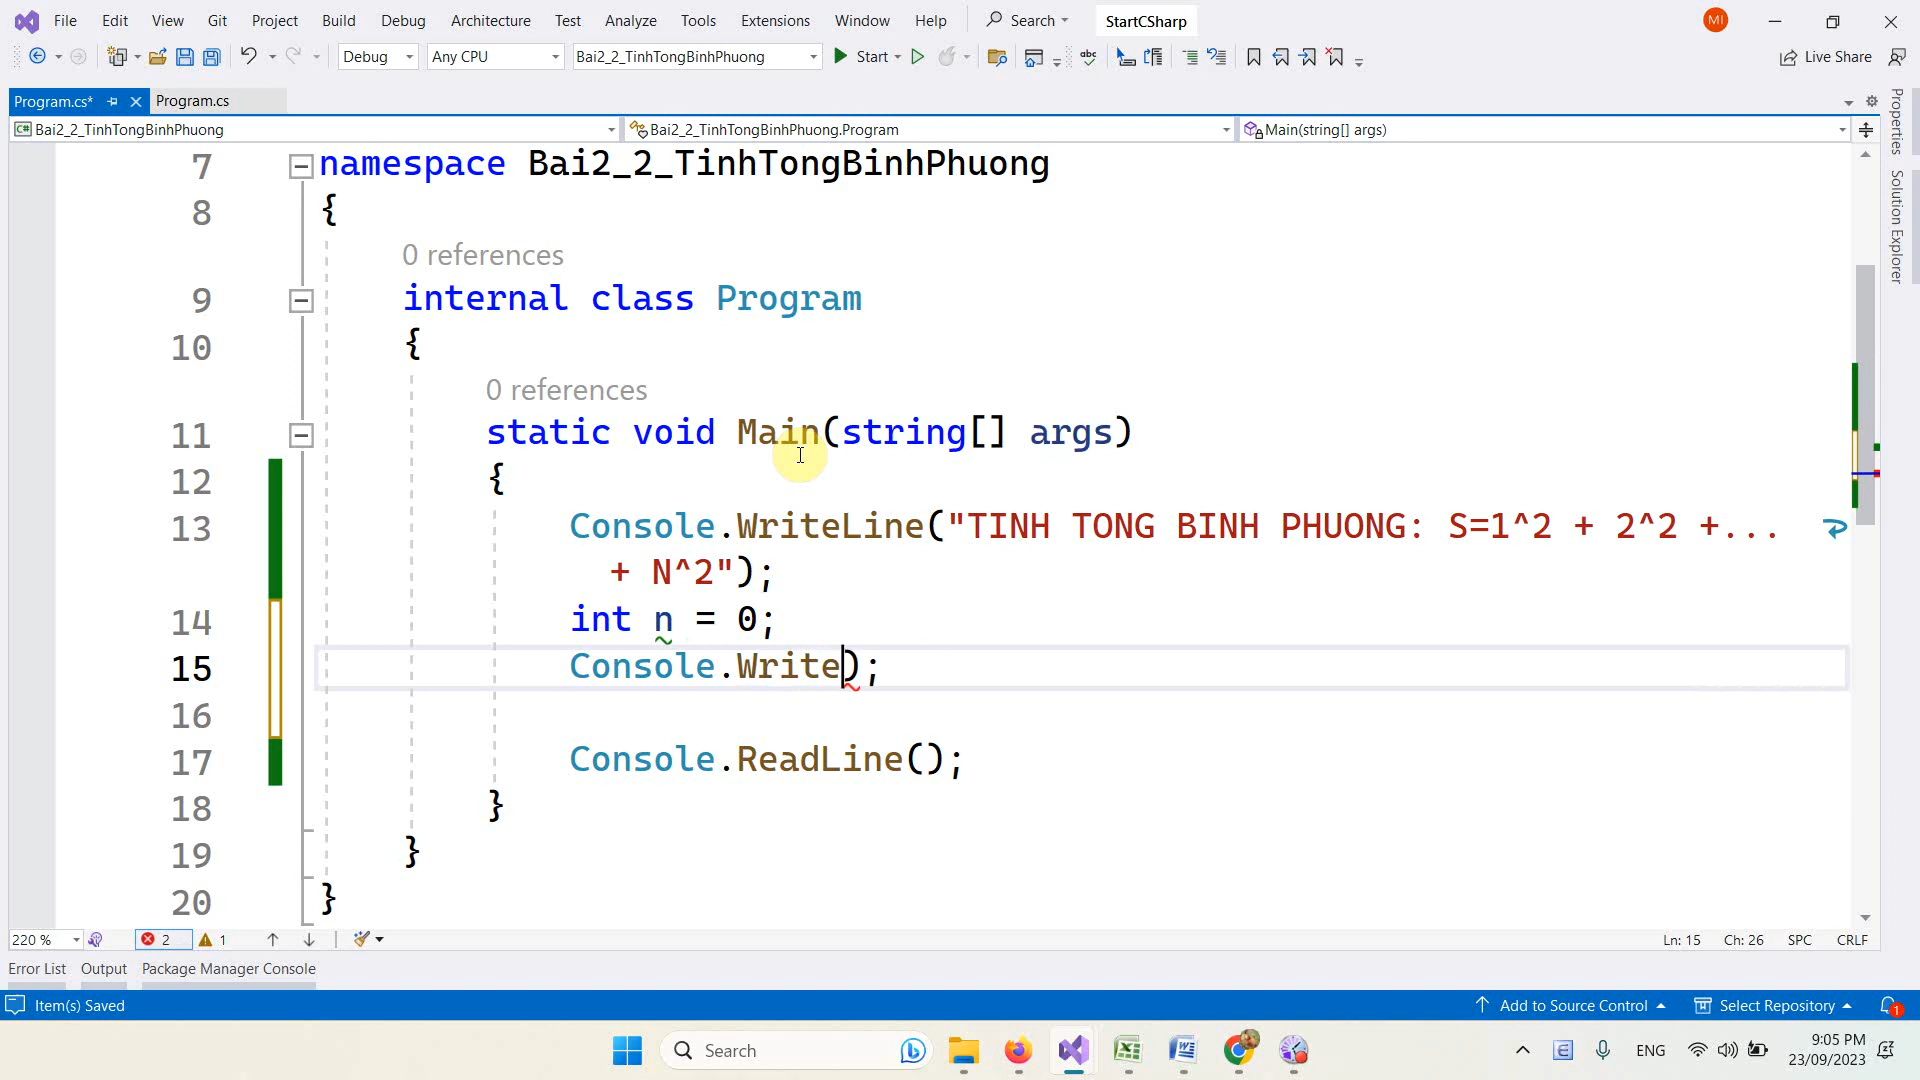 File Edit View Git Project Build Debug Architecture Test Analyze Tools Extensions Window Help Search StartCSharp MI
Debug Any CPU Bai2_2_TinhTongBinhPhuong Start abc Live Share
Program.cs* Program.cs
C# Bai2_2_TinhTongBinhPhuong Bai2_2_TinhTongBinhPhuong.Program Main(string[] args)
Properties
Solution Explorer
7 namespace Bai2_2_TinhTongBinhPhuong
8 {
0 references
9 internal class Program
10 {
0 references
11 static void Main(string[] args)
12 {
13 Console.WriteLine("TINH TONG BINH PHUONG: S=1^2 + 2^2 +...
+ N^2");
14 int n = 0;
15 Console.Write);
16
17 Console.ReadLine();
18 }
19 }
20 }
220 % 2 1 Ln: 15 Ch: 26 SPC CRLF
Error List Output Package Manager Console
Item(s) Saved Add to Source Control Select Repository 1
Search ENG 9:05 PM
23/09/2023